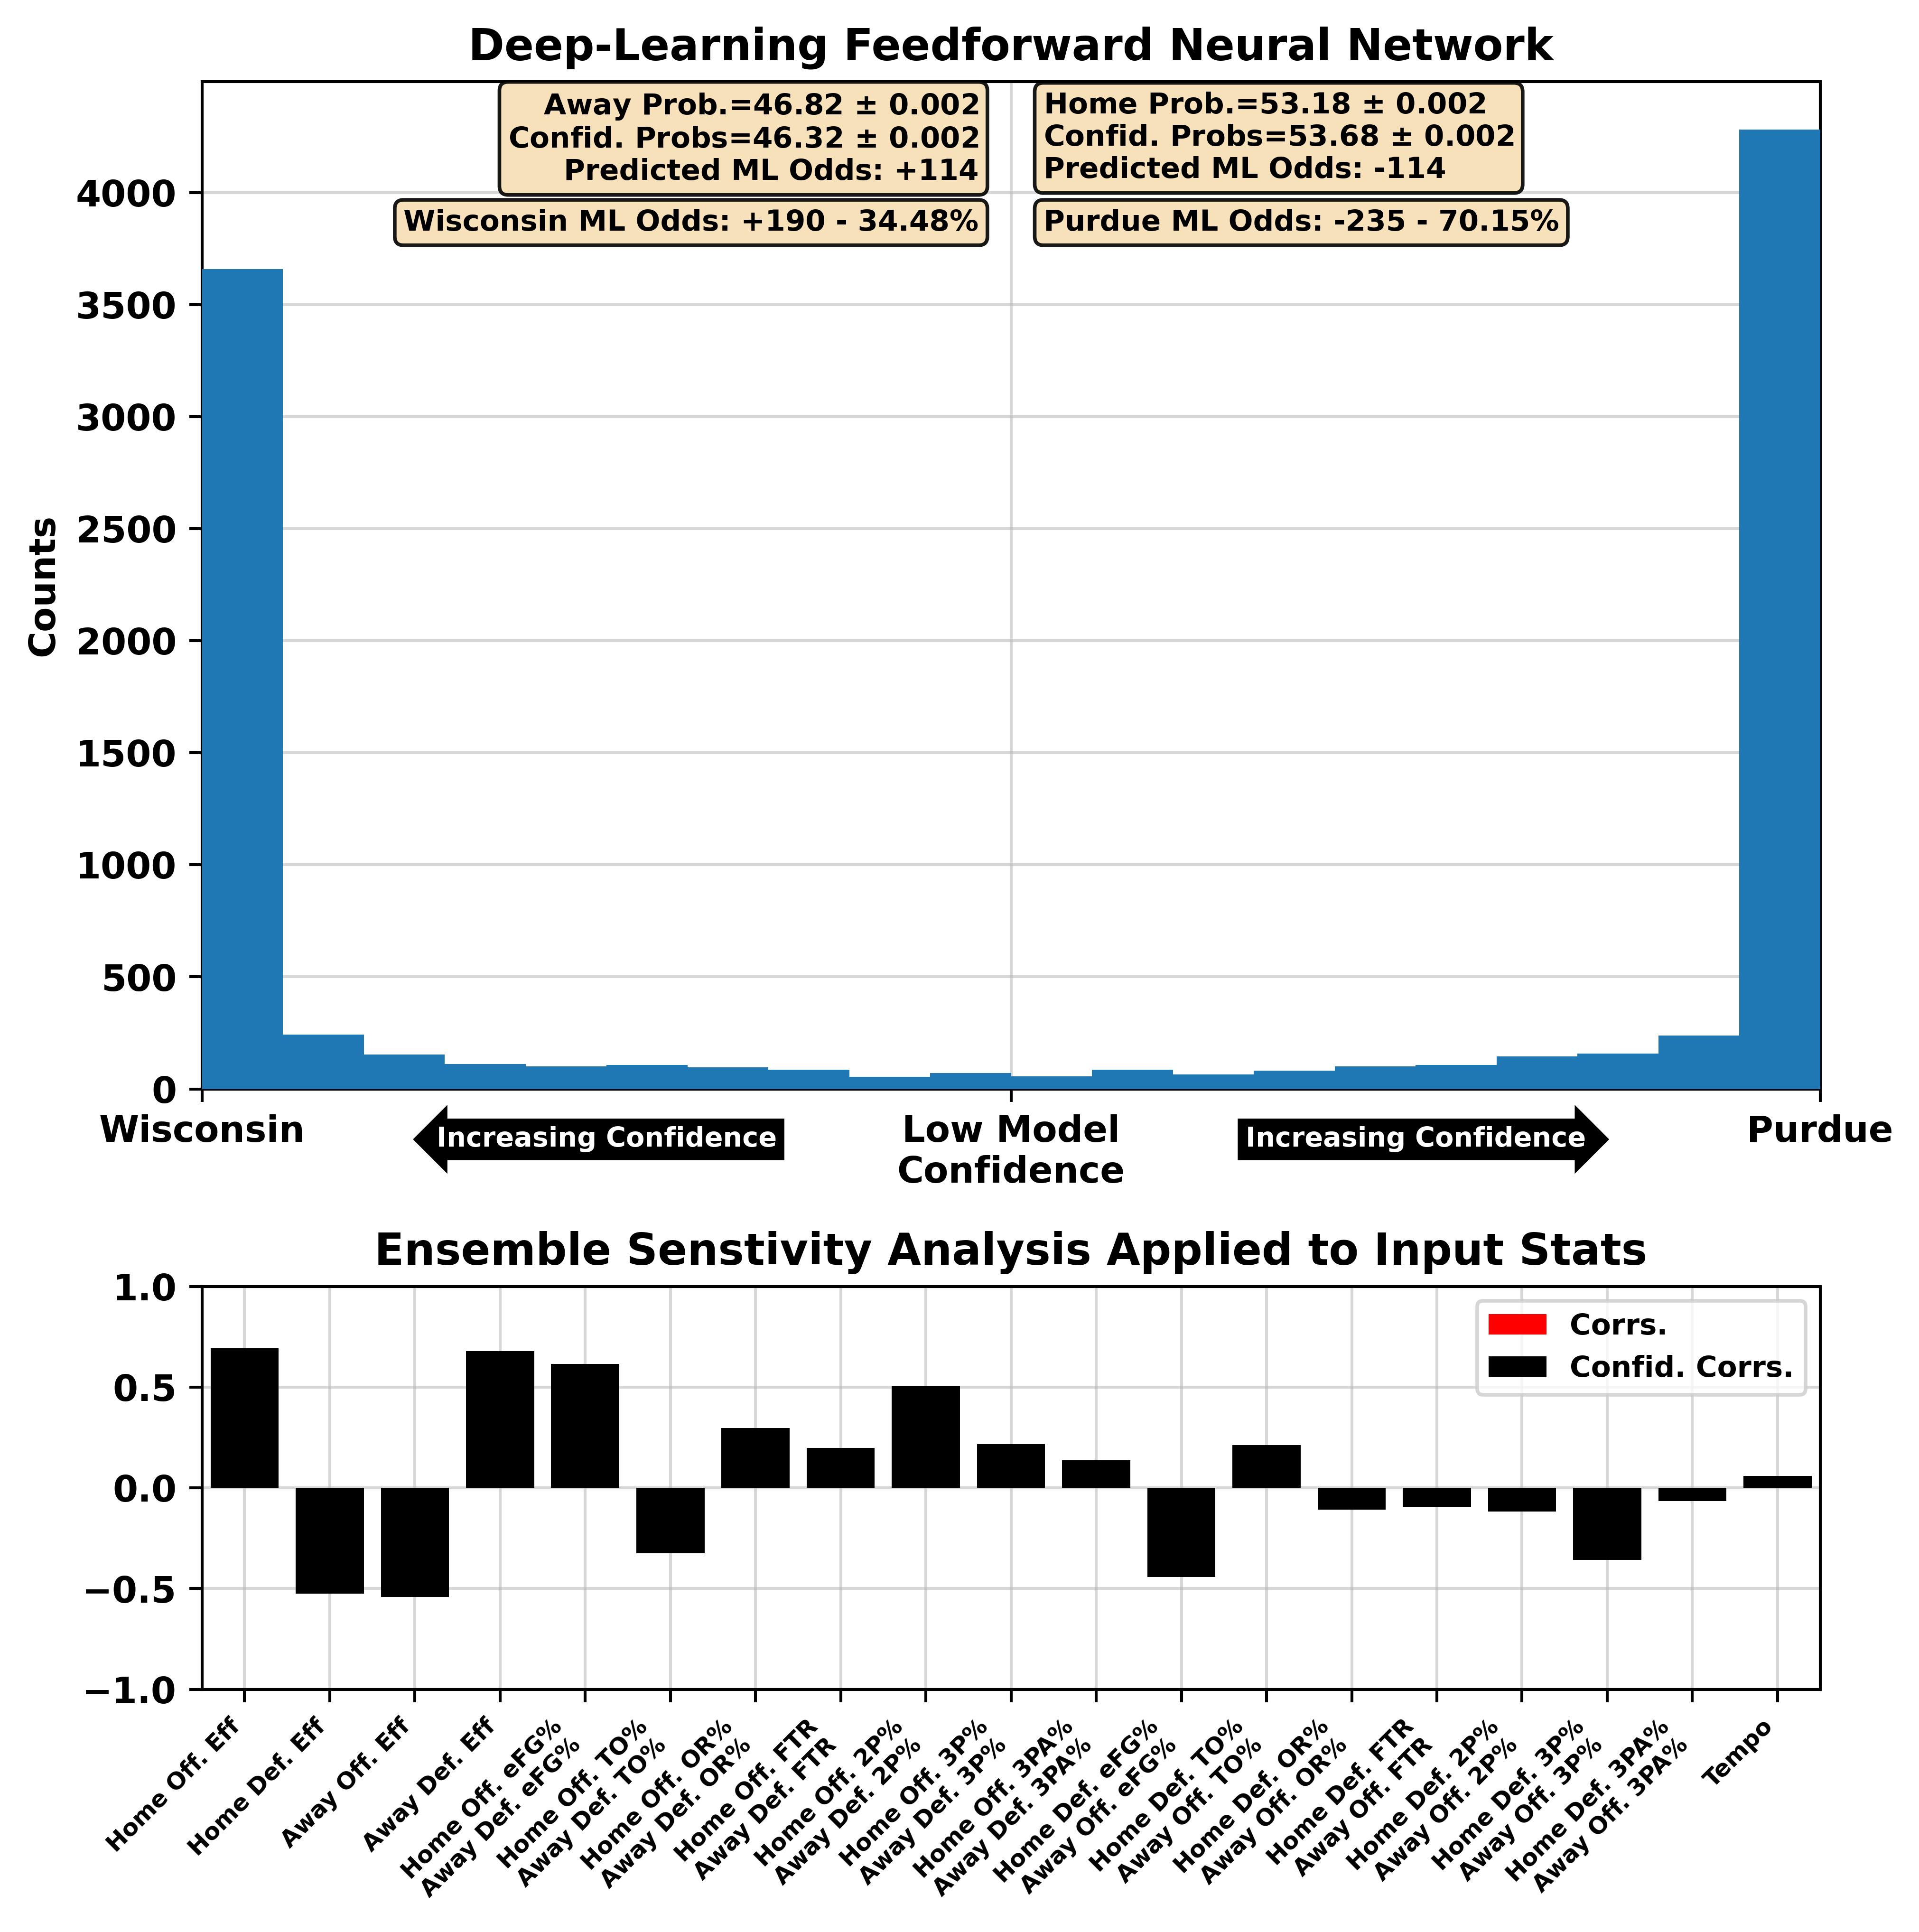 Deep-Learning Feedforward Neural Network
Away Prob.=46.82 ± 0.002
Confid. Probs=46.32 ± 0.002
Predicted ML Odds: +114
Home Prob.=53.18 ± 0.002
Confid. Probs=53.68 ± 0.002
Predicted ML Odds: -114
Wisconsin ML Odds: +190 - 34.48%
Purdue ML Odds: -235 - 70.15%
Counts
4000
3500
3000
2500
2000
1500
1000
500
0
Wisconsin
Increasing Confidence
Low Model
Confidence
Increasing Confidence
Purdue
Ensemble Senstivity Analysis Applied to Input Stats
1.0
0.5
0.0
−0.5
−1.0
Corrs.
Confid. Corrs.
Home Off. Eff
Home Def. Eff
Away Off. Eff
Away Def. Eff
Home Off. eFG%
Away Def. eFG%
Home Off. TO%
Away Def. TO%
Home Off. OR%
Away Def. OR%
Home Off. FTR
Away Def. FTR
Home Off. 2P%
Away Def. 2P%
Home Off. 3P%
Away Def. 3P%
Home Off. 3PA%
Away Def. 3PA%
Home Def. eFG%
Away Off. eFG%
Home Def. TO%
Away Off. TO%
Home Def. OR%
Away Off. OR%
Home Def. FTR
Away Off. FTR
Home Def. 2P%
Away Off. 2P%
Home Def. 3P%
Away Off. 3P%
Home Def. 3PA%
Away Off. 3PA%
Tempo